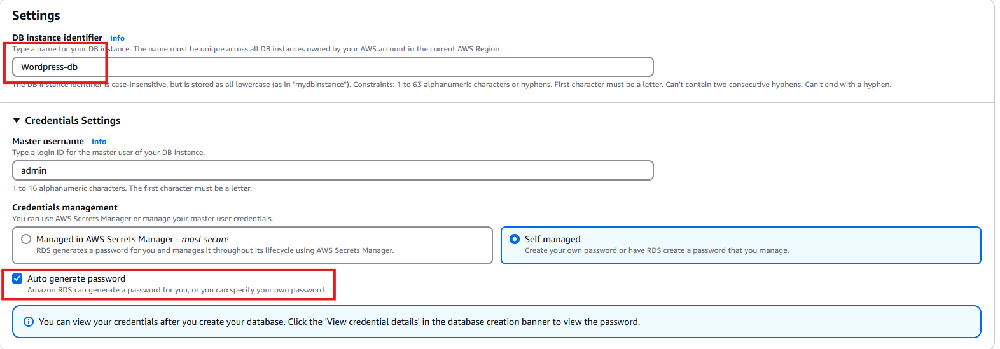 Settings
DB instance identifier Info
Type a name for your DB instance. The name must be unique across all DB instances owned by your AWS account in the current AWS Region.
Wordpress-db
The DB instance identifier is case-insensitive, but is stored as all lowercase (as in "mydbinstance"). Constraints: 1 to 63 alphanumeric characters or hyphens. First character must be a letter. Can't contain two consecutive hyphens. Can't end with a hyphen.
Credentials Settings
Master username Info
Type a login ID for the master user of your DB instance.
admin
1 to 16 alphanumeric characters. The first character must be a letter.
Credentials management
You can use AWS Secrets Manager or manage your master user credentials.
Managed in AWS Secrets Manager - most secure
RDS generates a password for you and manages it throughout its lifecycle using AWS Secrets Manager.
Self managed
Create your own password or have RDS create a password that you manage.
Auto generate password
Amazon RDS can generate a password for you, or you can specify your own password.
You can view your credentials after you create your database. Click the 'View credential details' in the database creation banner to view the password.